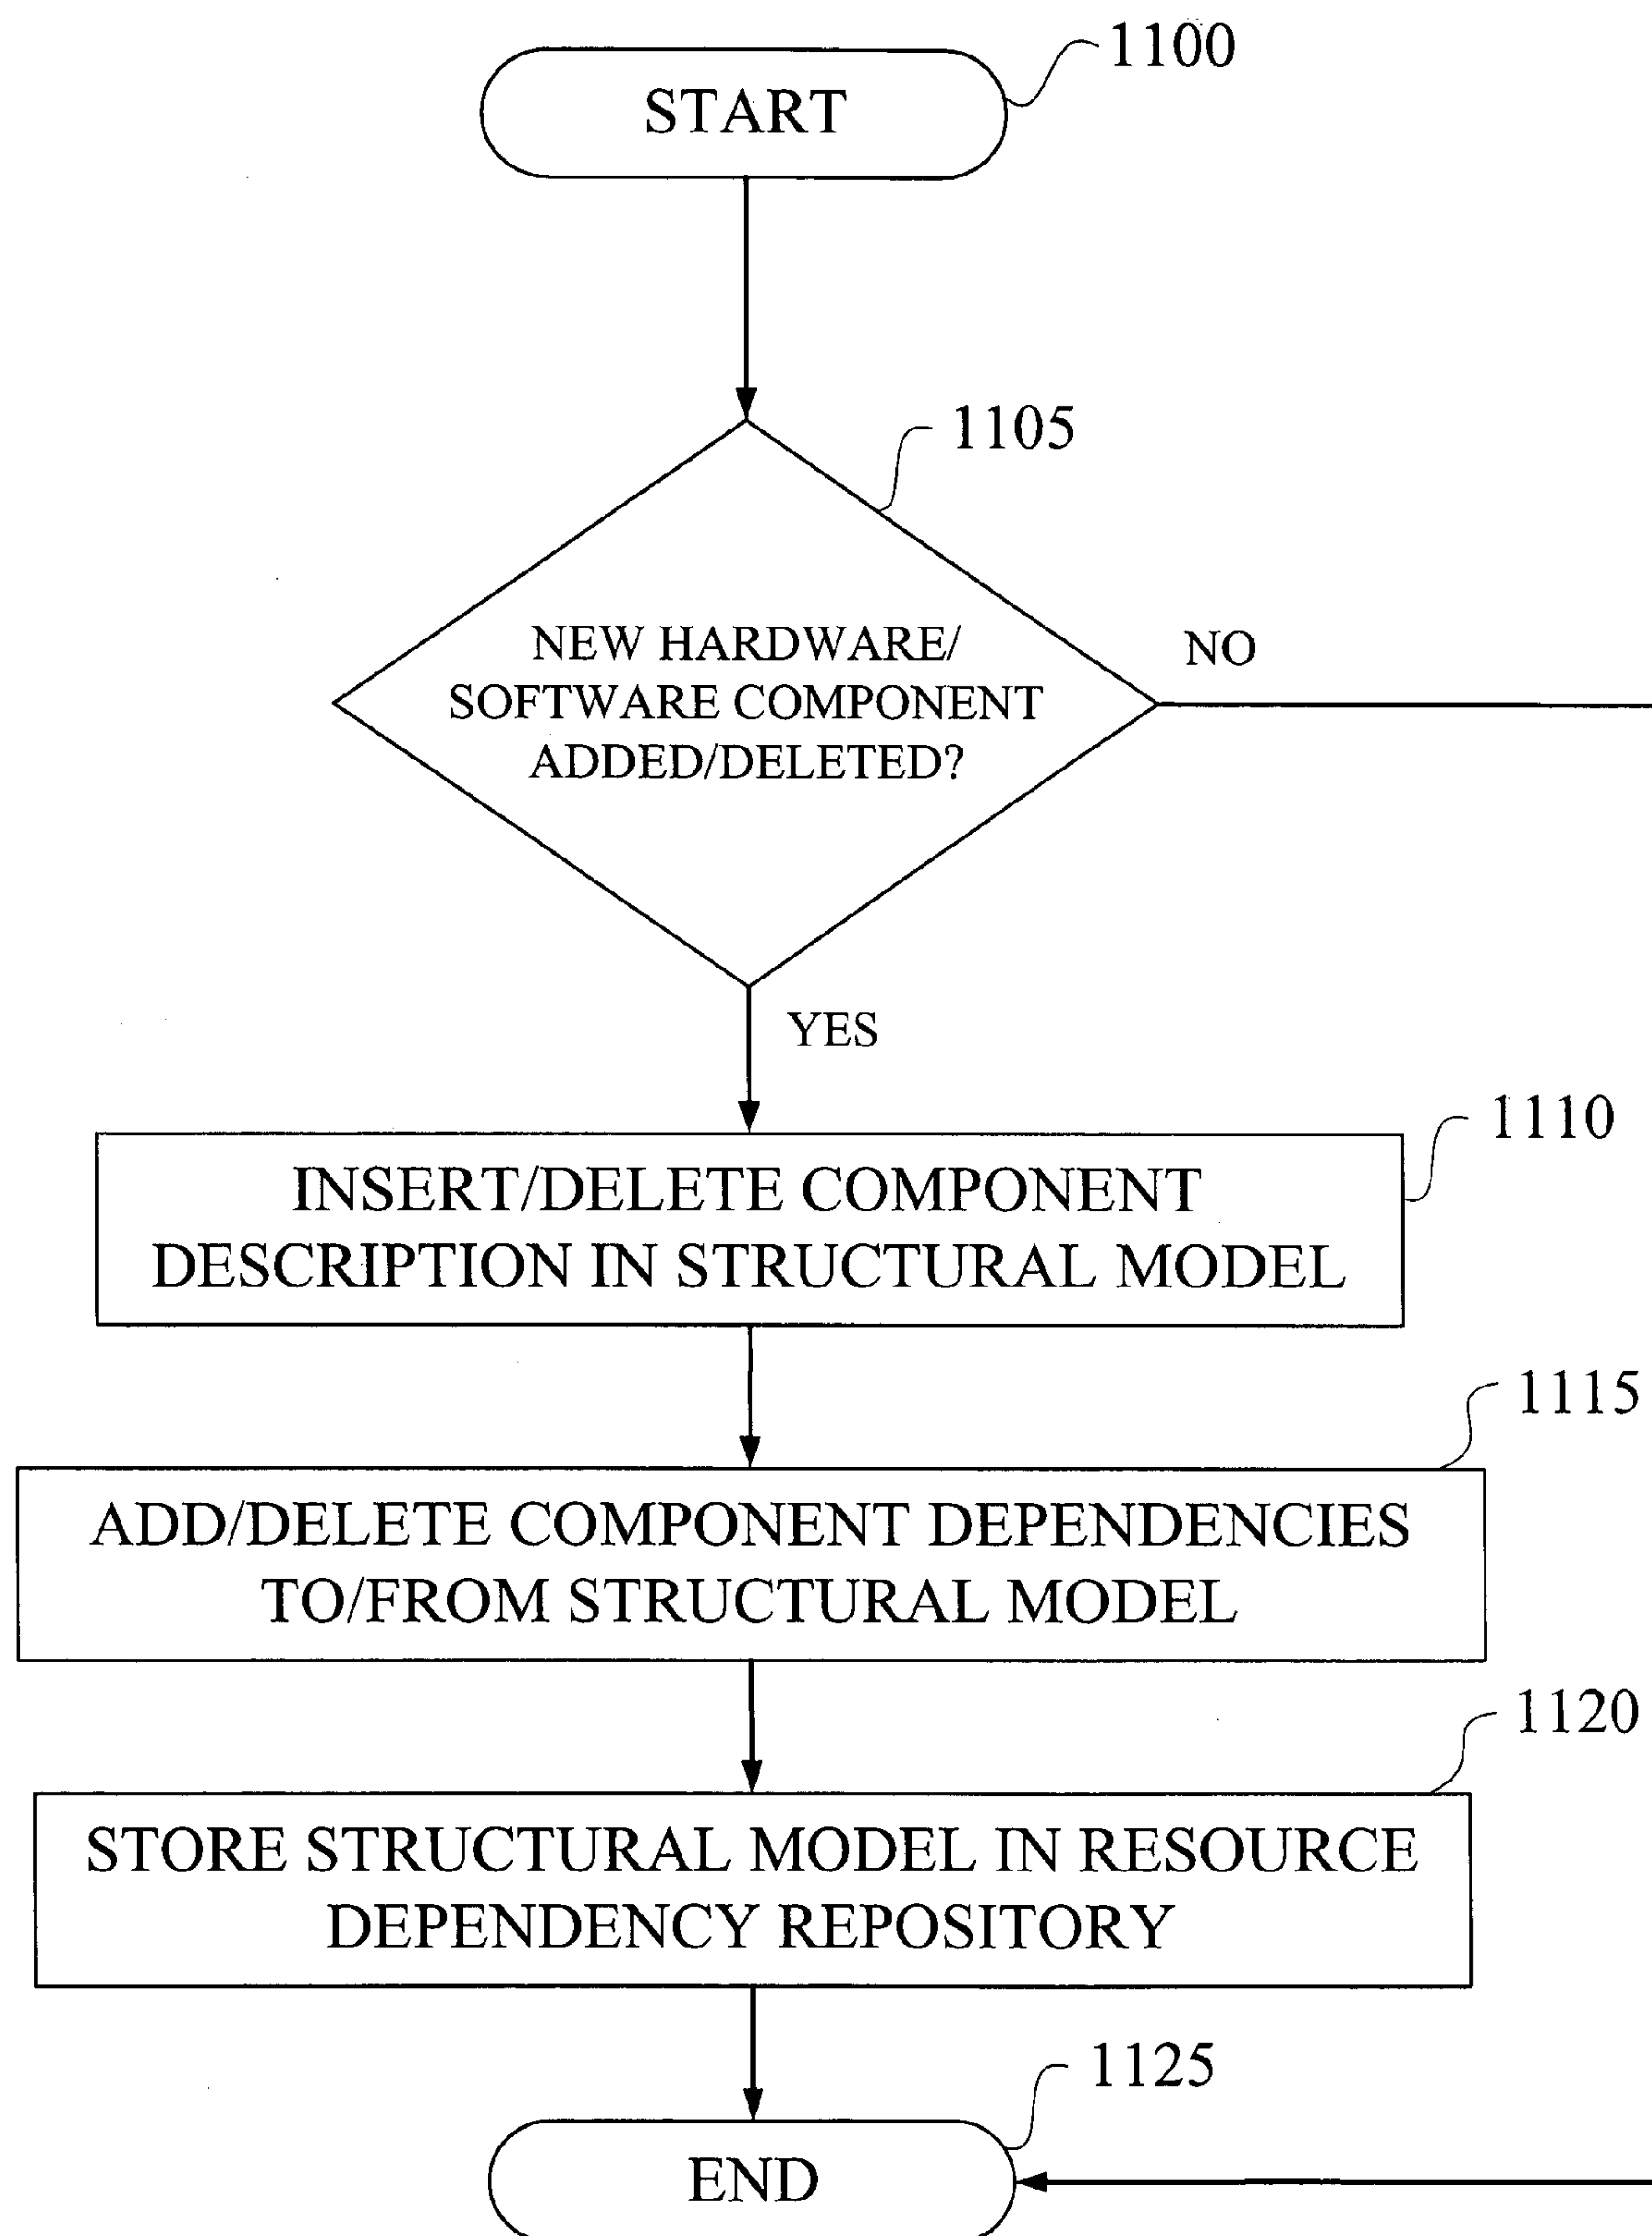 1100
START
1105
NEW HARDWARE/
SOFTWARE COMPONENT
ADDED/DELETED?
NO
YES
1110
INSERT/DELETE COMPONENT
DESCRIPTION IN STRUCTURAL MODEL
1115
ADD/DELETE COMPONENT DEPENDENCIES
TO/FROM STRUCTURAL MODEL
1120
STORE STRUCTURAL MODEL IN RESOURCE
DEPENDENCY REPOSITORY
1125
END